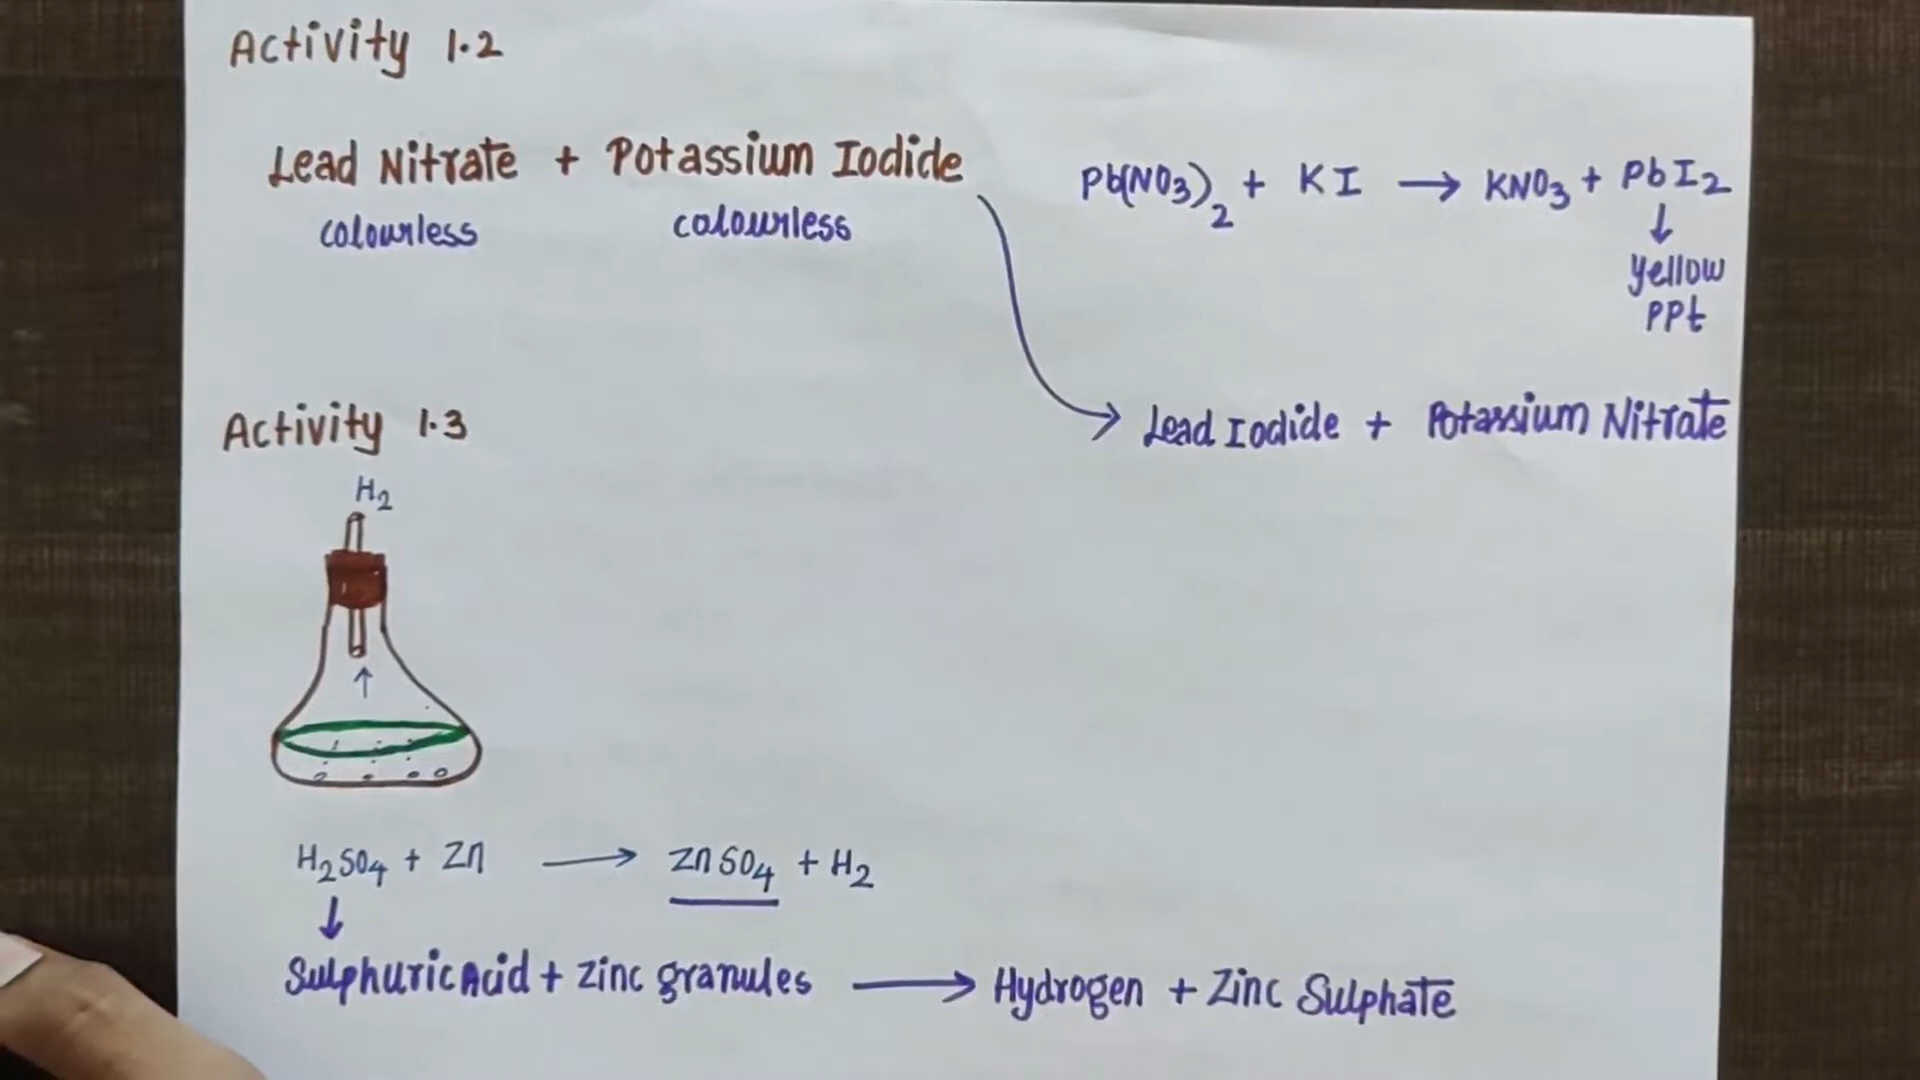 Activity 1.2
Lead Nitrate + Potassium Iodide
colourless colourless
Pb(NO3)2 + KI → KNO3 + PbI2
↓
yellow
PPt
→ Lead Iodide + Potassium Nitrate
Activity 1.3
H2
↑
H2SO4 + Zn → ZnSO4 + H2
↓
Sulphuric Acid + Zinc granules → Hydrogen + Zinc Sulphate